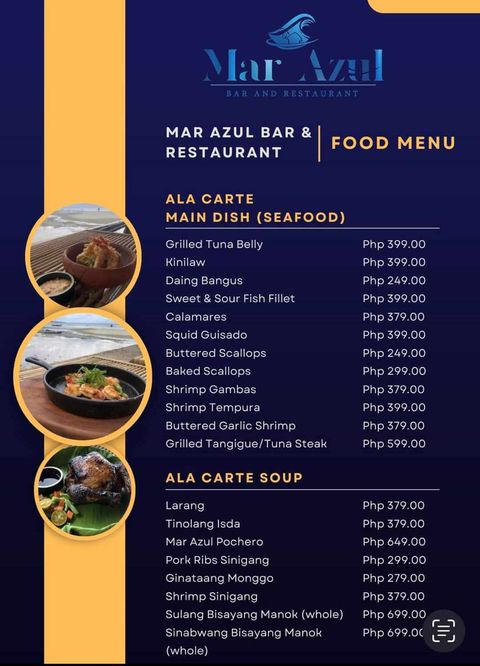 Mar Azul
BAR AND RESTAURANT
MAR AZUL BAR &
RESTAURANT
FOOD MENU
ALA CARTE
MAIN DISH (SEAFOOD)
Grilled Tuna Belly Php 399.00
Kinilaw Php 399.00
Daing Bangus Php 249.00
Sweet & Sour Fish Fillet Php 399.00
Calamares Php 379.00
Squid Guisado Php 399.00
Buttered Scallops Php 249.00
Baked Scallops Php 299.00
Shrimp Gambas Php 379.00
Shrimp Tempura Php 399.00
Buttered Garlic Shrimp Php 379.00
Grilled Tangigue/Tuna Steak Php 599.00
ALA CARTE SOUP
Larang Php 379.00
Tinolang Isda Php 379.00
Mar Azul Pochero Php 649.00
Pork Ribs Sinigang Php 299.00
Ginataang Monggo Php 279.00
Shrimp Sinigang Php 379.00
Sulang Bisayang Manok (whole) Php 699.00
Sinabwang Bisayang Manok Php 699.00
(whole)